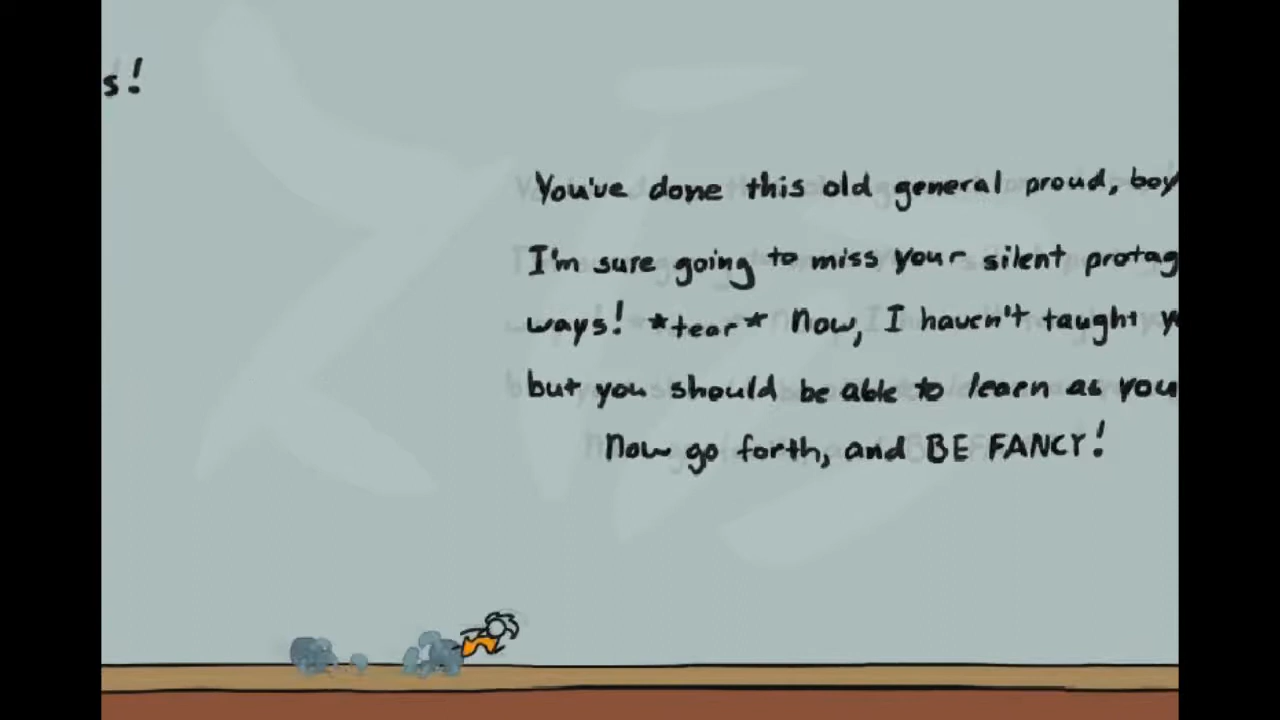 s!
You've done this old general proud, boy
I'm sure going to miss your silent protag
ways! *tear* Now, I haven't taught y
but you should be able to learn as you
Now go forth, and BE FANCY!